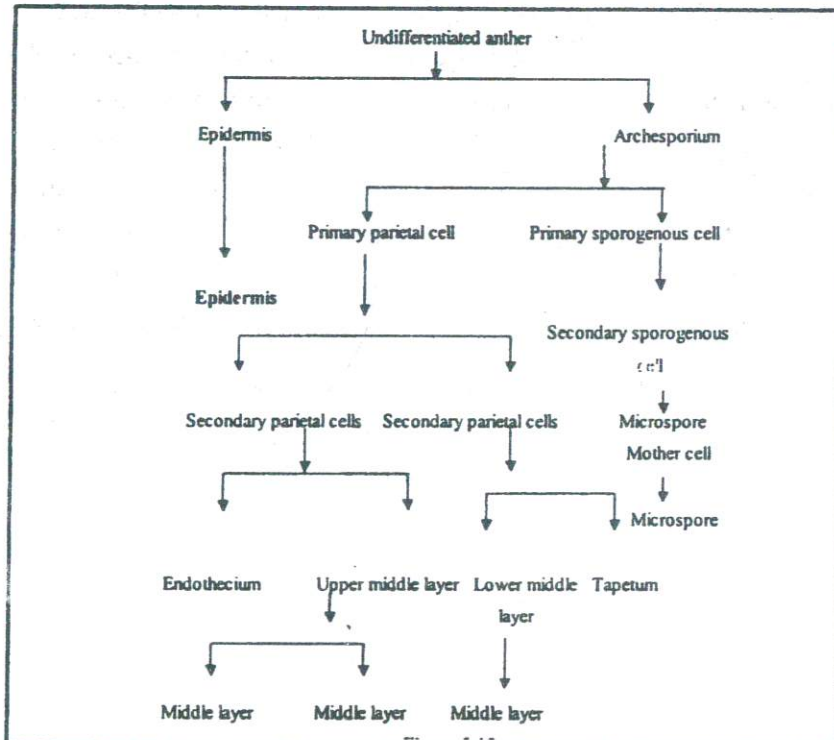 Undifferentiated anther
Epidermis Archesporium
Primary parietal cell Primary sporogenous cell
Epidermis
Secondary sporogenous
cell
Secondary parietal cells Secondary parietal cells Microspore
Mother cell
Microspore
Endothecium Upper middle layer Lower middle Tapetum
layer
Middle layer Middle layer Middle layer